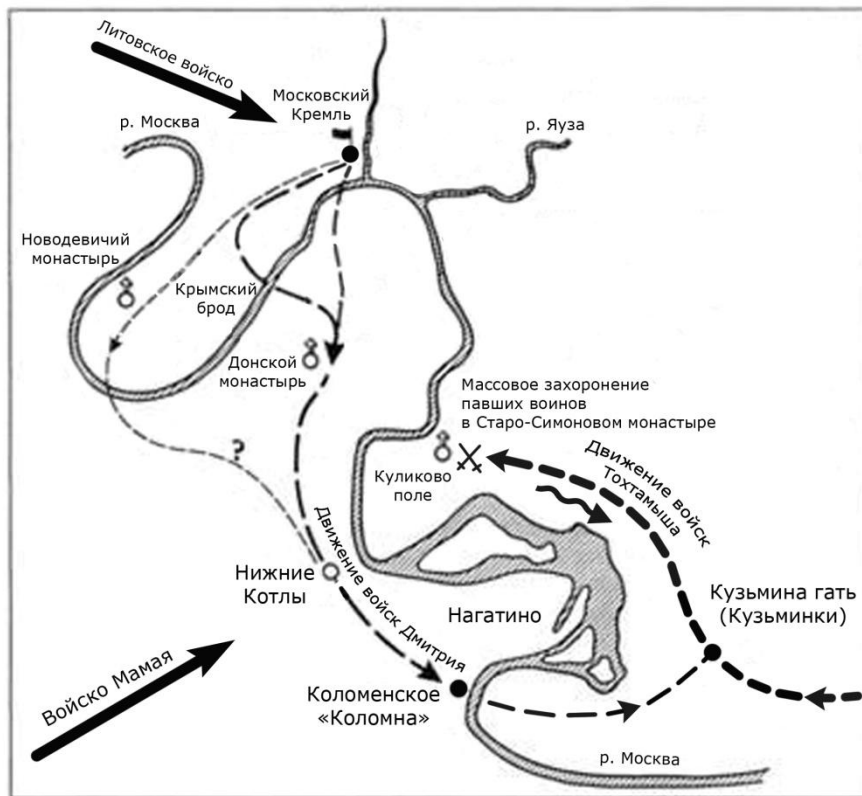 Литовское войско
Московский
Кремль
р. Москва
р. Яуза
Новодевичий
монастырь
Крымский
брод
Донской
монастырь
Массовое захоронение
павших воинов
в Старо-Симоновом монастыре
Куликово
поле
Движение войск
Тохтамыша
?
Движение войск Дмитрия
Нижние
Котлы
Нагатино
Кузьмина гать
(Кузьминки)
Войско Мамая
Коломенское
«Коломна»
р. Москва